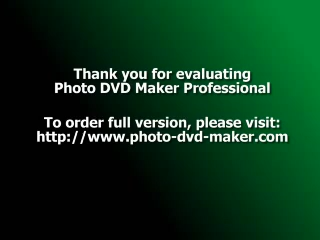 Thank you for evaluating
Photo DVD Maker Professional
To order full version, please visit:
http://www.photo-dvd-maker.com